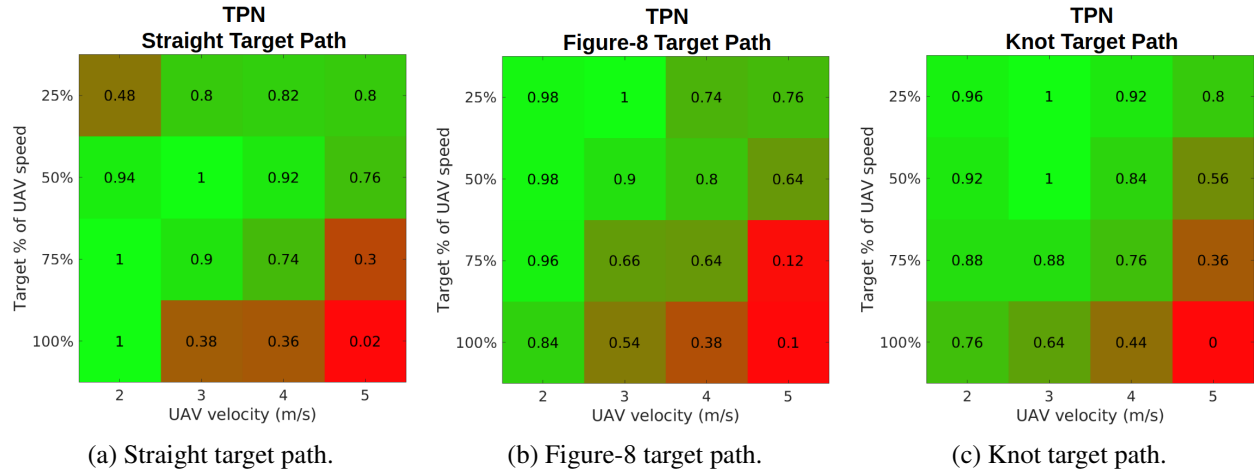 TPN
Straight Target Path
Target % of UAV speed
25%
0.48 0.8 0.82 0.8
50%
0.94 1 0.92 0.76
75%
1 0.9 0.74 0.3
100%
1 0.38 0.36 0.02
2 3 4 5
UAV velocity (m/s)
(a) Straight target path.
TPN
Figure-8 Target Path
Target % of UAV speed
25%
0.98 1 0.74 0.76
50%
0.98 0.9 0.8 0.64
75%
0.96 0.66 0.64 0.12
100%
0.84 0.54 0.38 0.1
2 3 4 5
UAV velocity (m/s)
(b) Figure-8 target path.
TPN
Knot Target Path
Target % of UAV speed
25%
0.96 1 0.92 0.8
50%
0.92 1 0.84 0.56
75%
0.88 0.88 0.76 0.36
100%
0.76 0.64 0.44 0
2 3 4 5
UAV velocity (m/s)
(c) Knot target path.